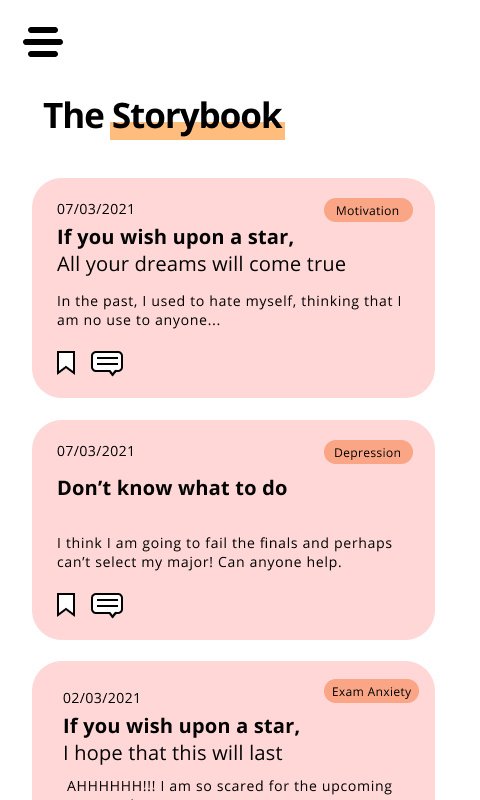 The Storybook
07/03/2021
Motivation
If you wish upon a star,
All your dreams will come true
In the past, I used to hate myself, thinking that I
am no use to anyone...
07/03/2021
Depression
Don’t know what to do
I think I am going to fail the finals and perhaps
can’t select my major! Can anyone help.
Exam Anxiety
02/03/2021
If you wish upon a star,
I hope that this will last
AHHHHHH!!! I am so scared for the upcoming